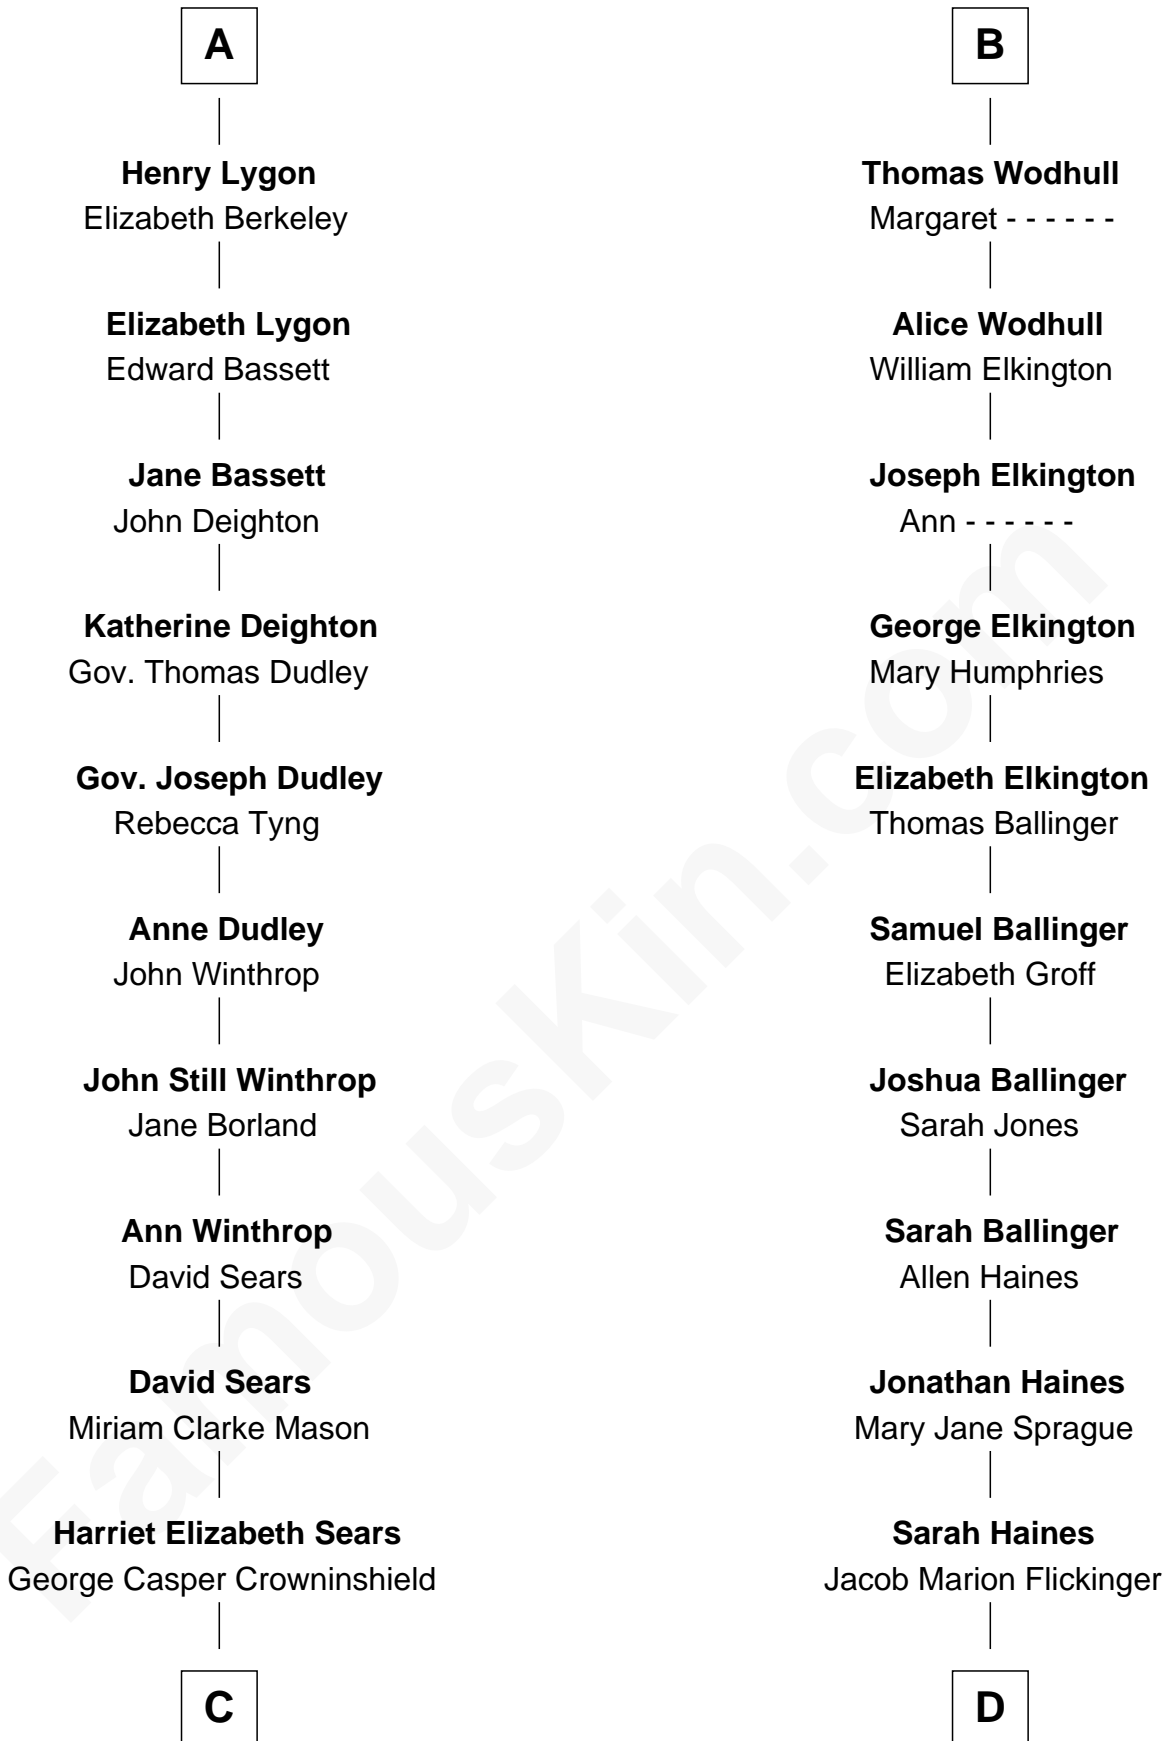 A
Henry Lygon
Elizabeth Berkeley
Elizabeth Lygon
Edward Bassett
Jane Bassett
John Deighton
Katherine Deighton
Gov. Thomas Dudley
Gov. Joseph Dudley
Rebecca Tyng
Anne Dudley
John Winthrop
John Still Winthrop
Jane Borland
Ann Winthrop
David Sears
David Sears
Miriam Clarke Mason
Harriet Elizabeth Sears
George Casper Crowninshield
C
B
Thomas Wodhull
Margaret - - - - - -
Alice Wodhull
William Elkington
Joseph Elkington
Ann - - - - - -
George Elkington
Mary Humphries
Elizabeth Elkington
Thomas Ballinger
Samuel Ballinger
Elizabeth Groff
Joshua Ballinger
Sarah Jones
Sarah Ballinger
Allen Haines
Jonathan Haines
Mary Jane Sprague
Sarah Haines
Jacob Marion Flickinger
D
FamousKin.com